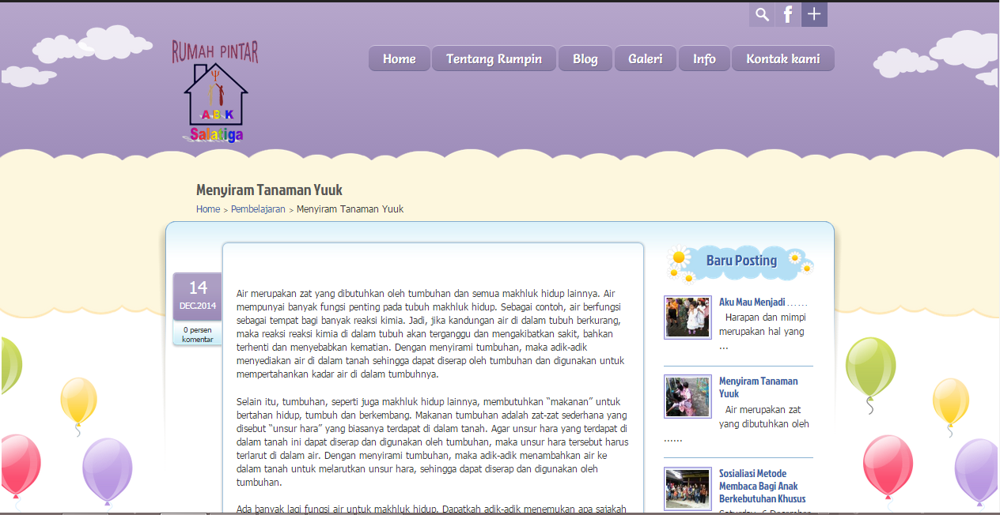 RUMAH PINTAR
Ψ
A B K
Salatiga
Home
Tentang Rumpin
Blog
Galeri
Info
Kontak kami
Menyiram Tanaman Yuuk
Home > Pembelajaran > Menyiram Tanaman Yuuk
14
DEC.2014
0 persen
komentar
Air merupakan zat yang dibutuhkan oleh tumbuhan dan semua makhluk hidup lainnya. Air
mempunyai banyak fungsi penting pada tubuh makhluk hidup. Sebagai contoh, air berfungsi
sebagai tempat bagi banyak reaksi kimia. Jadi, jika kandungan air di dalam tubuh berkurang,
maka reaksi reaksi kimia di dalam tubuh akan terganggu dan mengakibatkan sakit, bahkan
terhenti dan menyebabkan kematian. Dengan menyirami tumbuhan, maka adik-adik
menyediakan air di dalam tanah sehingga dapat diserap oleh tumbuhan dan digunakan untuk
mempertahankan kadar air di dalam tumbuhnya.
Selain itu, tumbuhan, seperti juga makhluk hidup lainnya, membutuhkan “makanan” untuk
bertahan hidup, tumbuh dan berkembang. Makanan tumbuhan adalah zat-zat sederhana yang
disebut “unsur hara” yang biasanya terdapat di dalam tanah. Agar unsur hara yang terdapat di
dalam tanah ini dapat diserap dan digunakan oleh tumbuhan, maka unsur hara tersebut harus
terlarut di dalam air. Dengan menyirami tumbuhan, maka adik-adik menambahkan air ke
dalam tanah untuk melarutkan unsur hara, sehingga dapat diserap dan digunakan oleh
tumbuhan.
Ada banyak lagi fungsi air untuk makhluk hidup. Dapatkah adik-adik menemukan apa sajakah
Baru Posting
Aku Mau Menjadi . . . . . .
Harapan dan mimpi
merupakan hal yang
...
Menyiram Tanaman
Yuuk
Air merupakan zat
yang dibutuhkan oleh
......
Sosialiasi Metode
Membaca Bagi Anak
Berkebutuhan Khusus
Saturday, 6 December